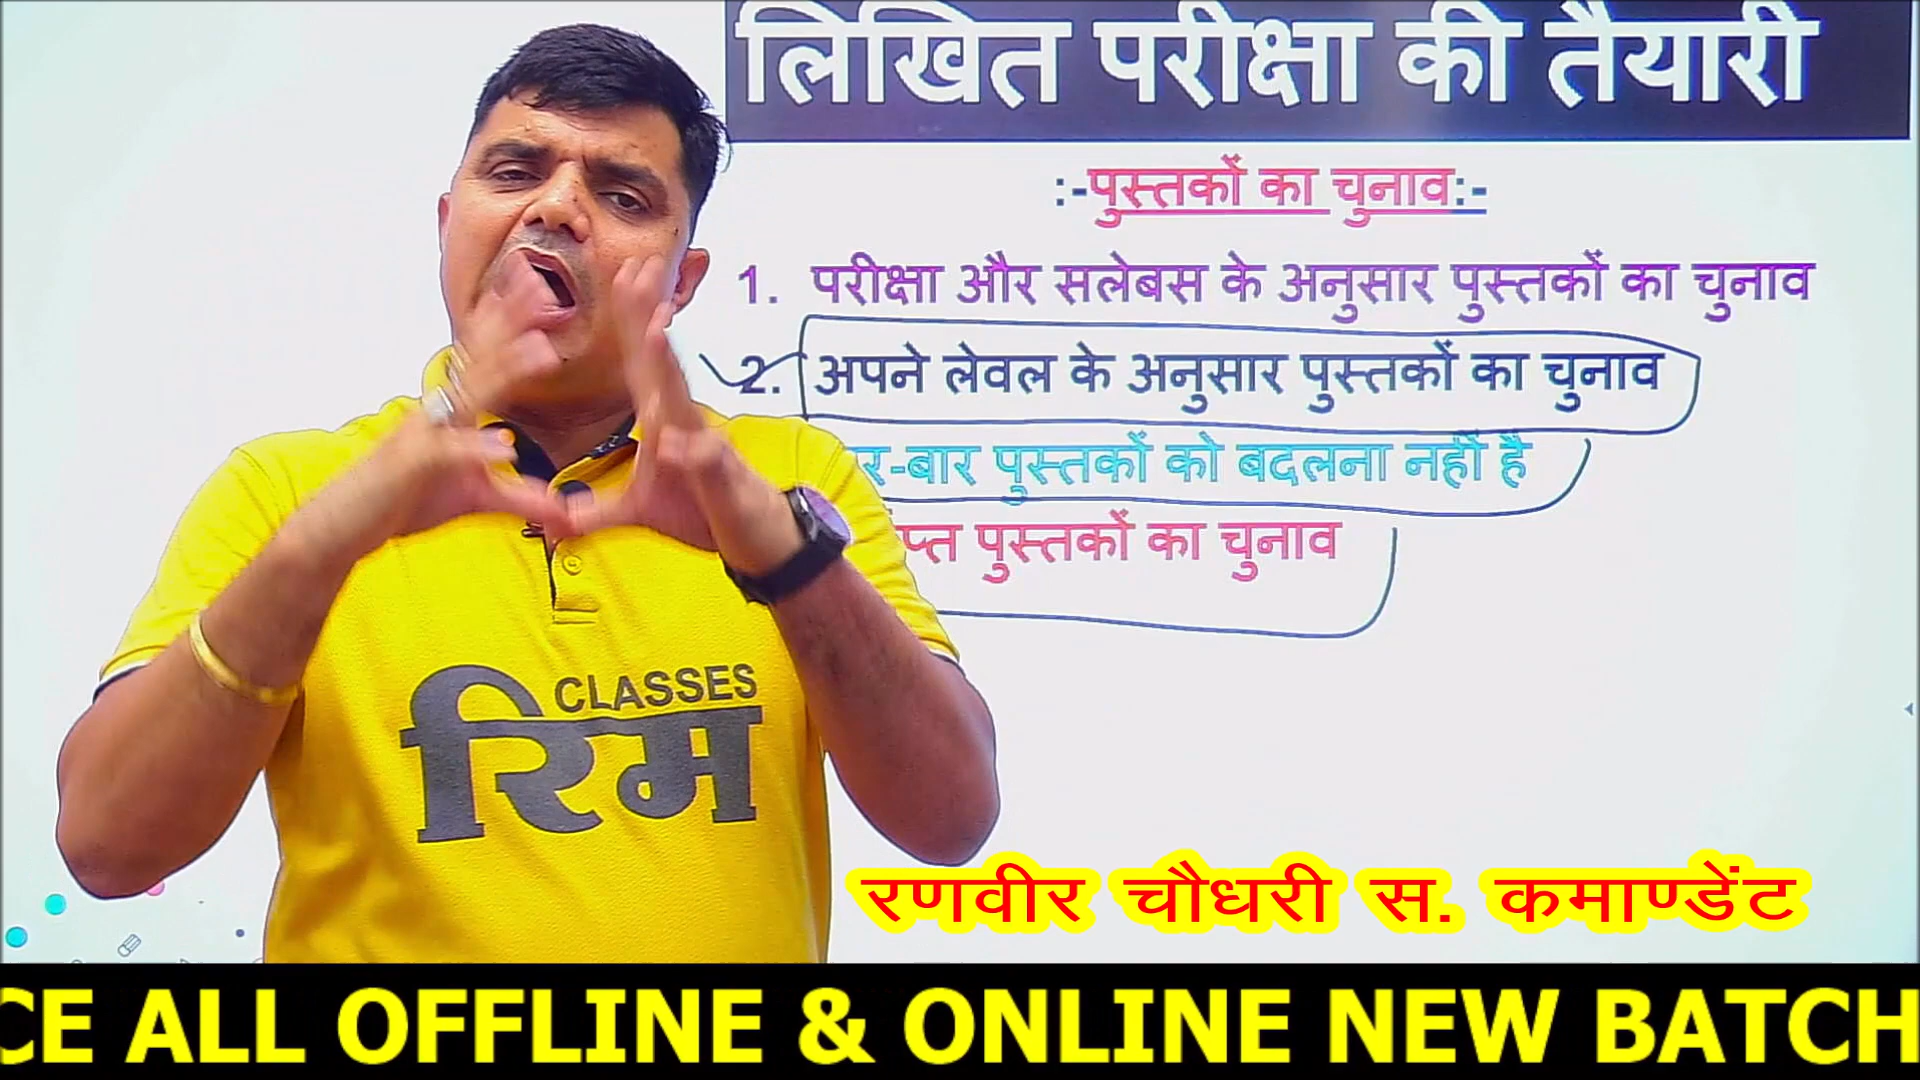 लिखित परीक्षा की तैयारी
:-पुस्तकों का चुनाव:-
1. परीक्षा और सलेबस के अनुसार पुस्तकों का चुनाव
2. अपने लेवल के अनुसार पुस्तकों का चुनाव
र-बार पुस्तकों को बदलना नहीं है
प्त पुस्तकों का चुनाव
CLASSES
रिम
रणवीर चौधरी स. कमाण्डेंट
CE ALL OFFLINE & ONLINE NEW BATCH